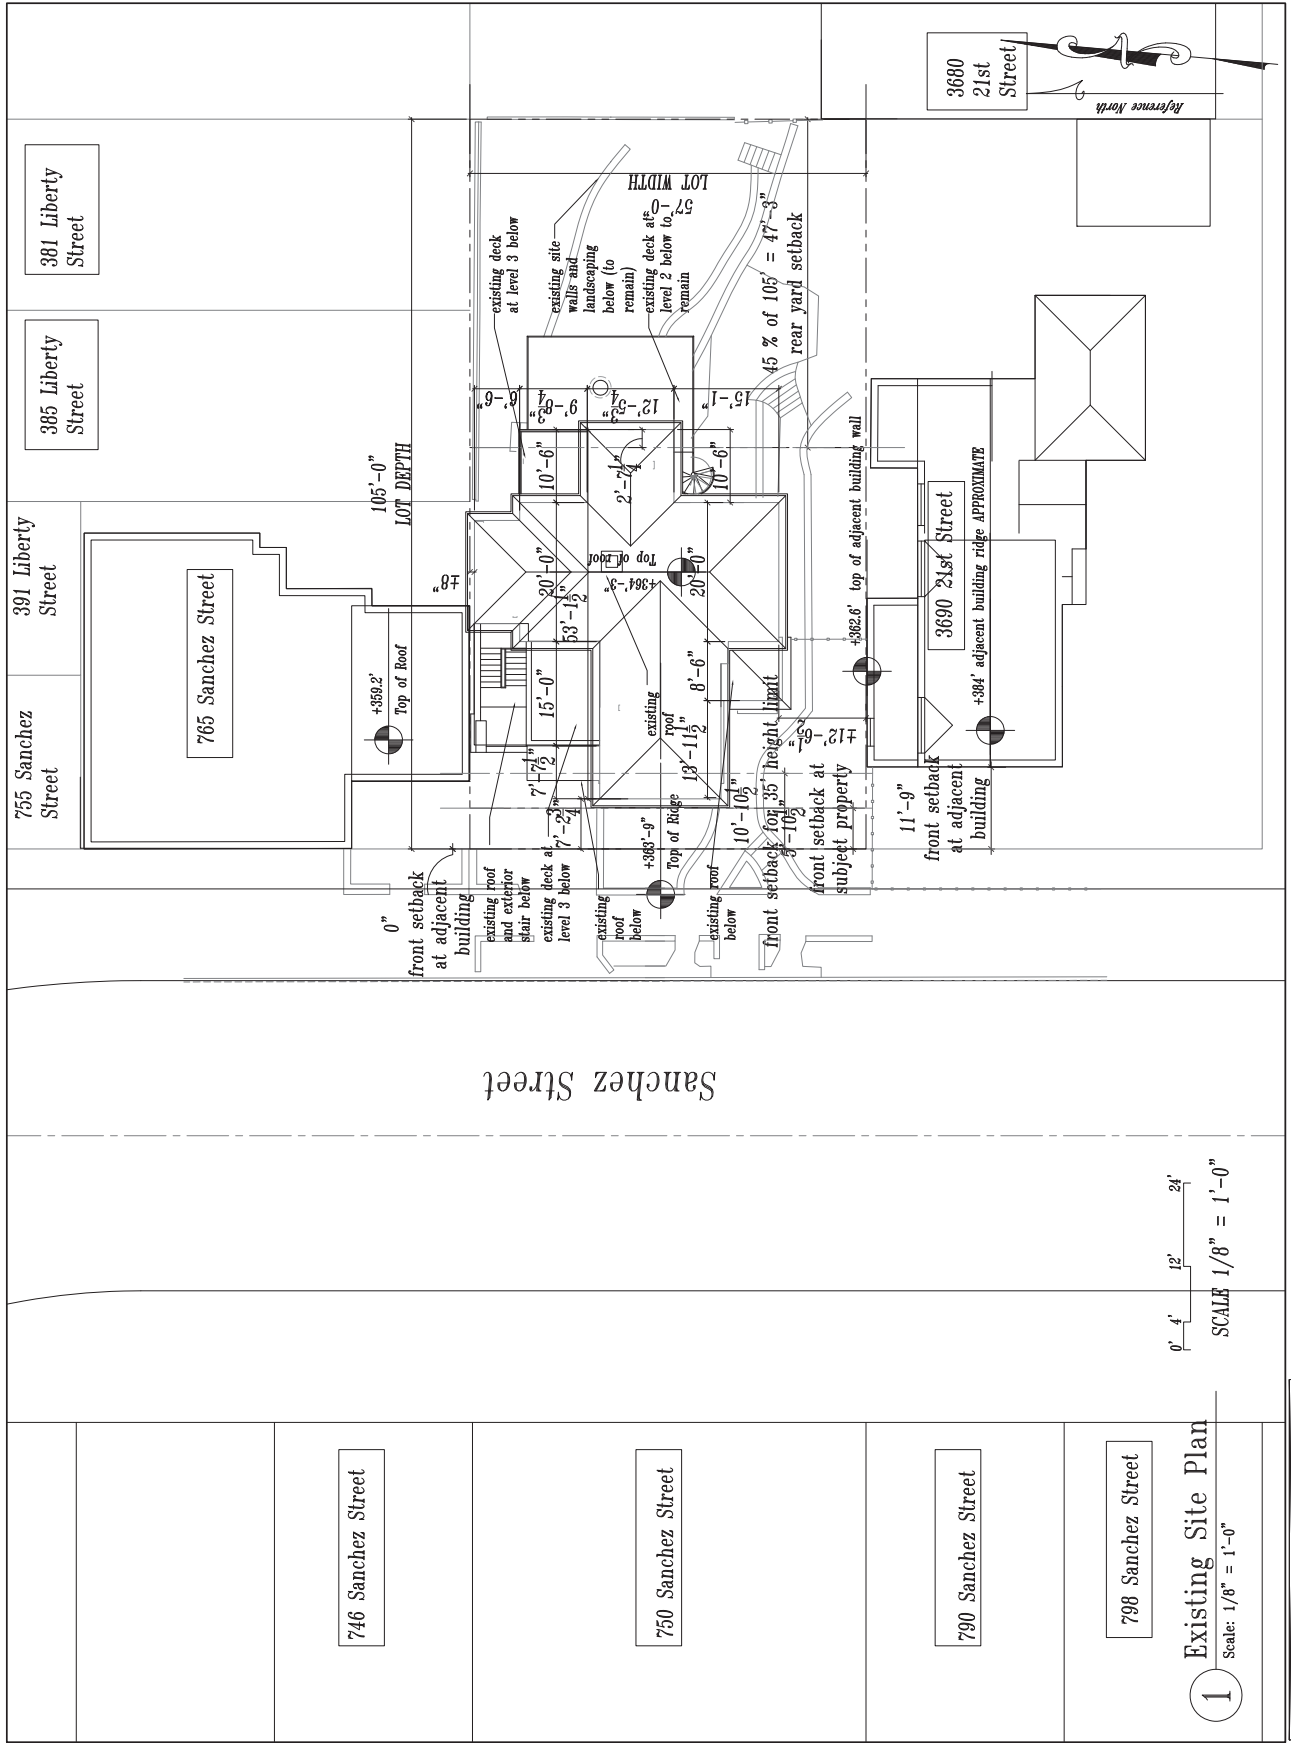 381 Liberty
Street
385 Liberty
Street
391 Liberty
Street
755 Sanchez
Street
765 Sanchez Street
3680
21st
Street
Reference North
LOT WIDTH
57'-0"
105'-0"
LOT DEPTH
existing deck
at level 3 below
existing site
walls and
landscaping
below (to
remain)
existing deck at
level 2 below to
remain
45 % of 105' = 47'-3"
rear yard setback
6'-6"
9'-8 3/4"
12'-5 3/4"
15'-1"
10'-6"
2'-7 1/4"
10'-6"
±8"
20'-0"
53'-1 1/2"
Top of roof
+364'-3"
20'-0"
+359.2'
Top of Roof
15'-0"
existing
roof
8'-6"
13'-11 1/2"
7'-7 1/2"
7'-2 3/4"
10'-10 1/2"
5'-10 1/2"
±12'-6 1/2"
+362.6' top of adjacent building wall
3690 21st Street
+384' adjacent building ridge APPROXIMATE
+363'-9"
Top of Ridge
0"
front setback
at adjacent
building
existing roof
and exterior
stair below
existing deck at
level 3 below
existing
roof
below
existing roof
below
front setback for 35' height limit
front setback at
subject property
11'-9"
front setback
at adjacent
building
Sanchez Street
0' 4' 12' 24'
SCALE 1/8" = 1'-0"
746 Sanchez Street
750 Sanchez Street
790 Sanchez Street
798 Sanchez Street
1
Existing Site Plan
Scale: 1/8" = 1'-0"